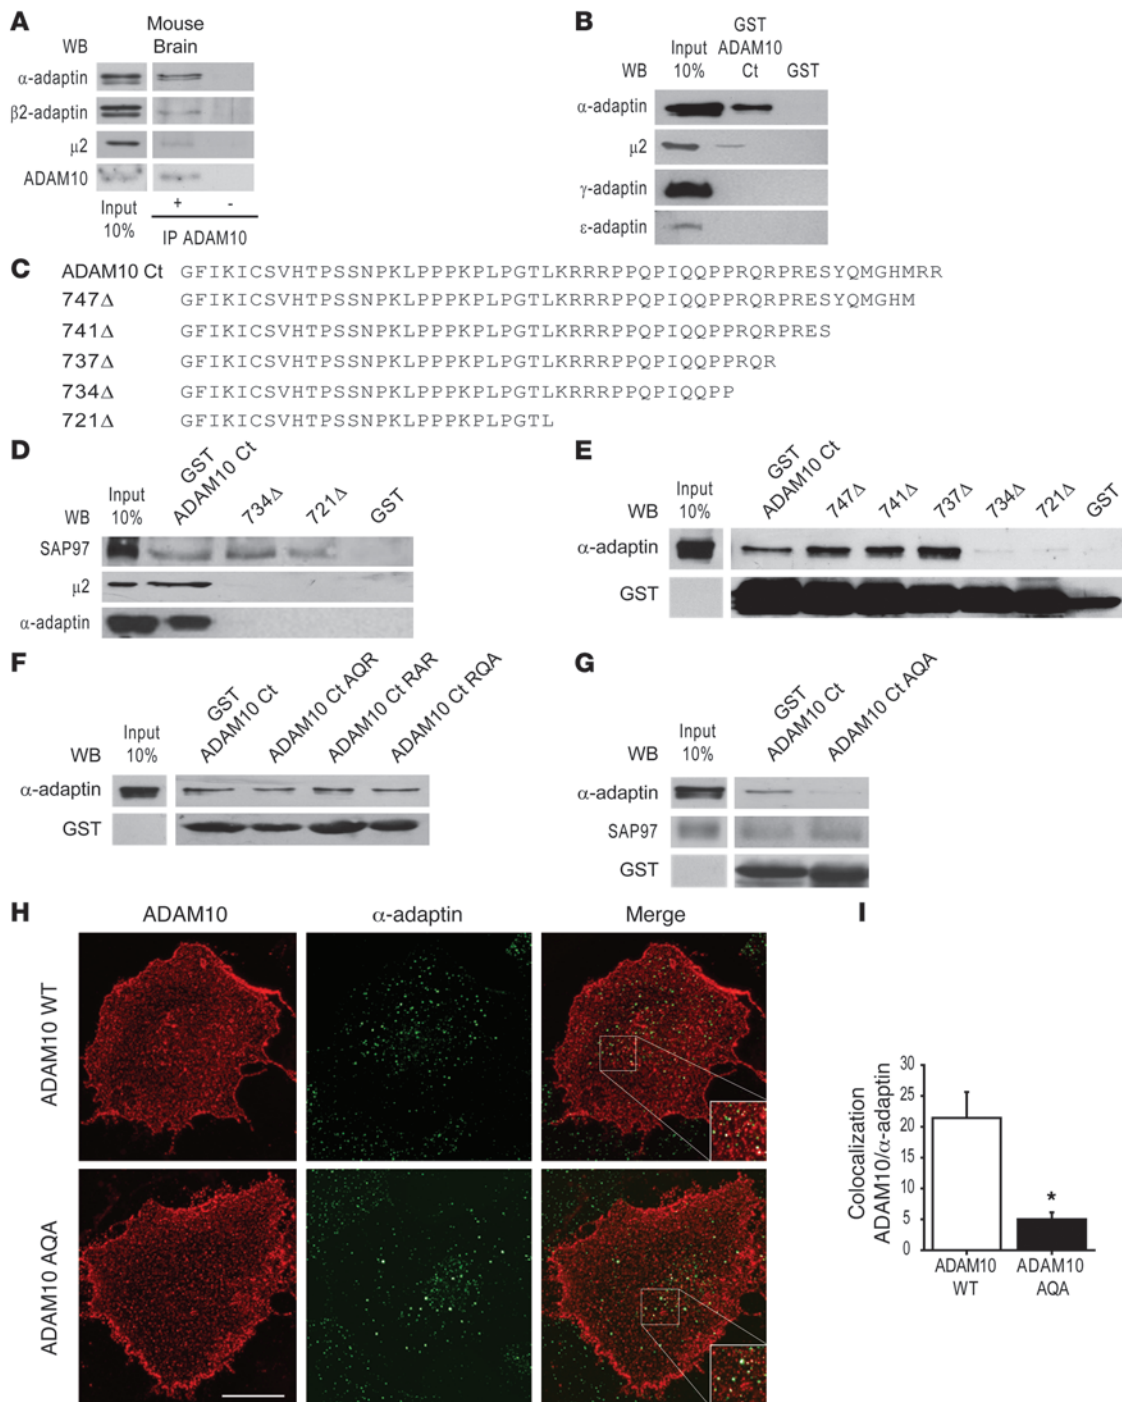 A
Mouse
Brain
WB
α-adaptin
β2-adaptin
μ2
ADAM10
Input
10%
+ -
IP ADAM10
B
GST
ADAM10
Ct
Input
10%
GST
WB
α-adaptin
μ2
γ-adaptin
ε-adaptin
C
ADAM10 Ct GFIKICSVHTPSSNPKLPPPKPLPGTLKRRRPPQPIQQPPRQRPRESYQMGHMRR
747Δ GFIKICSVHTPSSNPKLPPPKPLPGTLKRRRPPQPIQQPPRQRPRESYQMGHM
741Δ GFIKICSVHTPSSNPKLPPPKPLPGTLKRRRPPQPIQQPPRQRPRES
737Δ GFIKICSVHTPSSNPKLPPPKPLPGTLKRRRPPQPIQQPPRQR
734Δ GFIKICSVHTPSSNPKLPPPKPLPGTLKRRRPPQPIQQPP
721Δ GFIKICSVHTPSSNPKLPPPKPLPGTL
D
WB
Input
10%
GST
ADAM10 Ct
734Δ
721Δ
GST
SAP97
μ2
α-adaptin
E
WB
Input
10%
GST
ADAM10 Ct
747Δ
741Δ
737Δ
734Δ
721Δ
GST
α-adaptin
GST
F
WB
Input
10%
GST
ADAM10 Ct
ADAM10 Ct AQR
ADAM10 Ct RAR
ADAM10 Ct RQA
α-adaptin
GST
G
WB
Input
10%
GST
ADAM10 Ct
ADAM10 Ct AQA
α-adaptin
SAP97
GST
H
ADAM10
α-adaptin
Merge
ADAM10 WT
ADAM10 AQA
I
Colocalization
ADAM10/α-adaptin
30
25
20
15
10
5
0
*
ADAM10
WT
ADAM10
AQA